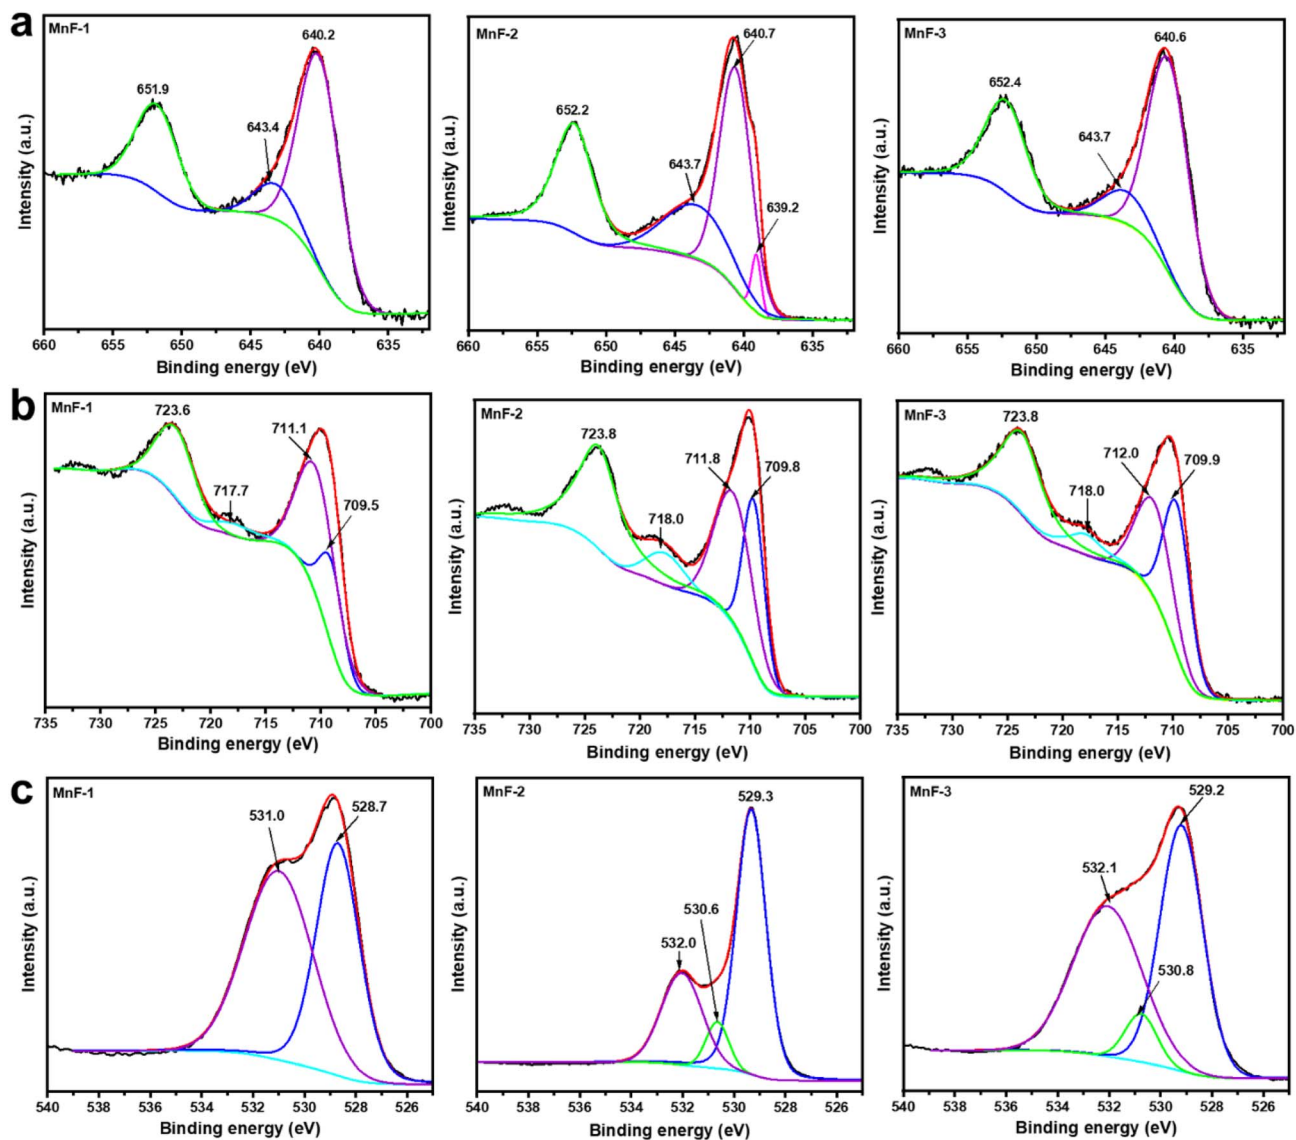 a
MnF-1
640.2
651.9
643.4
Intensity (a.u.)
660 655 650 645 640 635
Binding energy (eV)
MnF-2
640.7
652.2
643.7
639.2
Intensity (a.u.)
660 655 650 645 640 635
Binding energy (eV)
MnF-3
640.6
652.4
643.7
Intensity (a.u.)
660 655 650 645 640 635
Binding energy (eV)
b
MnF-1
723.6
711.1
717.7
709.5
Intensity (a.u.)
735 730 725 720 715 710 705 700
Binding energy (eV)
MnF-2
723.8
711.8
709.8
718.0
Intensity (a.u.)
735 730 725 720 715 710 705 700
Binding energy (eV)
MnF-3
723.8
712.0
709.9
718.0
Intensity (a.u.)
735 730 725 720 715 710 705 700
Binding energy (eV)
c
MnF-1
531.0
528.7
Intensity (a.u.)
540 538 536 534 532 530 528 526
Binding energy (eV)
MnF-2
529.3
530.6
532.0
Intensity (a.u.)
540 538 536 534 532 530 528 526
Binding energy (eV)
MnF-3
529.2
532.1
530.8
Intensity (a.u.)
540 538 536 534 532 530 528 526
Binding energy (eV)